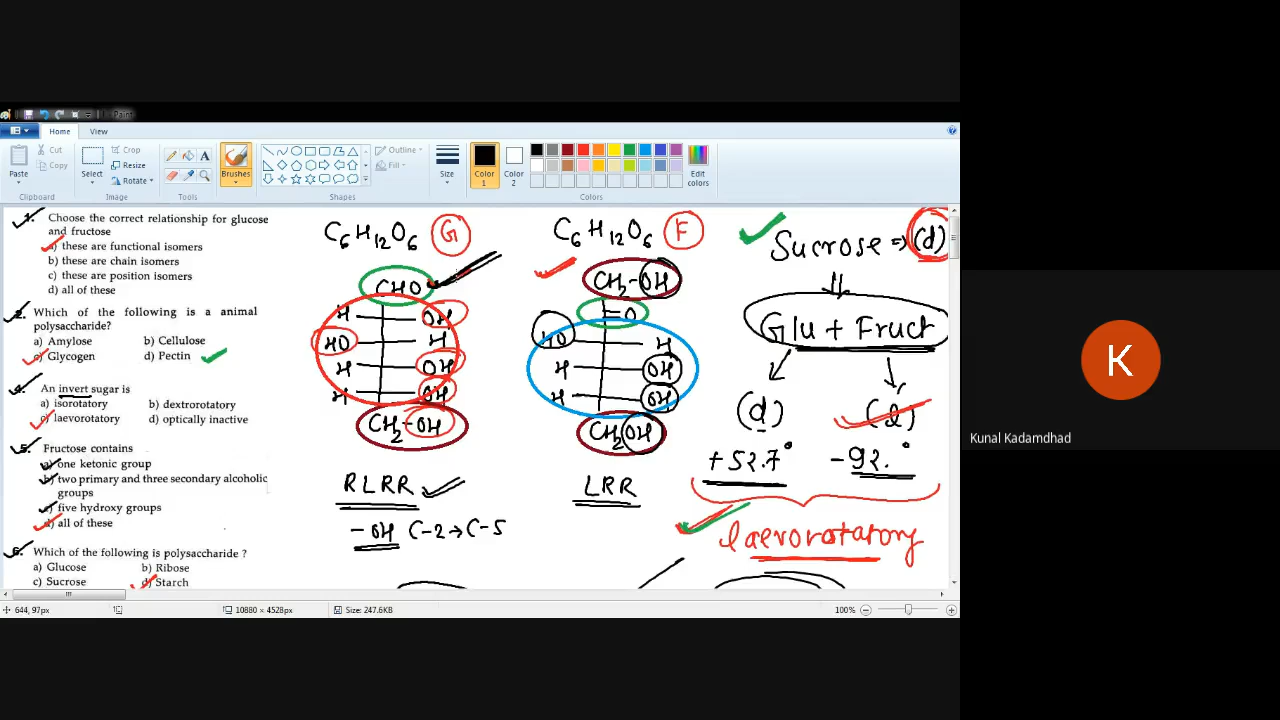 Paint
Home View
Cut
Copy
Paste
Clipboard
Select
Crop
Resize
Rotate
Image
A
Tools
Brushes
Outline
Fill
Shapes
Size
Color 1
Color 2
Edit colors
Colors
1. Choose the correct relationship for glucose
and fructose
a) these are functional isomers
b) these are chain isomers
c) these are position isomers
d) all of these
2. Which of the following is a animal
polysaccharide?
a) Amylose b) Cellulose
c) Glycogen d) Pectin
4. An invert sugar is
a) isorotatory b) dextrorotatory
c) laevorotatory d) optically inactive
5. Fructose contains
a) one ketonic group
b) two primary and three secondary alcoholic
groups
c) five hydroxy groups
d) all of these
6. Which of the following is polysaccharide ?
a) Glucose b) Ribose
c) Sucrose d) Starch
C6H12O6 G
CHO
H OH
HO H
H OH
H OH
CH2-OH
RLRR
-OH C-2→C-5
C6H12O6 F
CH2-OH
=O
HO H
H OH
H OH
CH2OH
LRR
Sucrose ⇒ (d)
Glu + Fruct
(d) (l)
+52.7° -92.°
laevorotatory
K
Kunal Kadamdhad
644, 97px
10880 × 4528px
Size: 247.6KB
100%